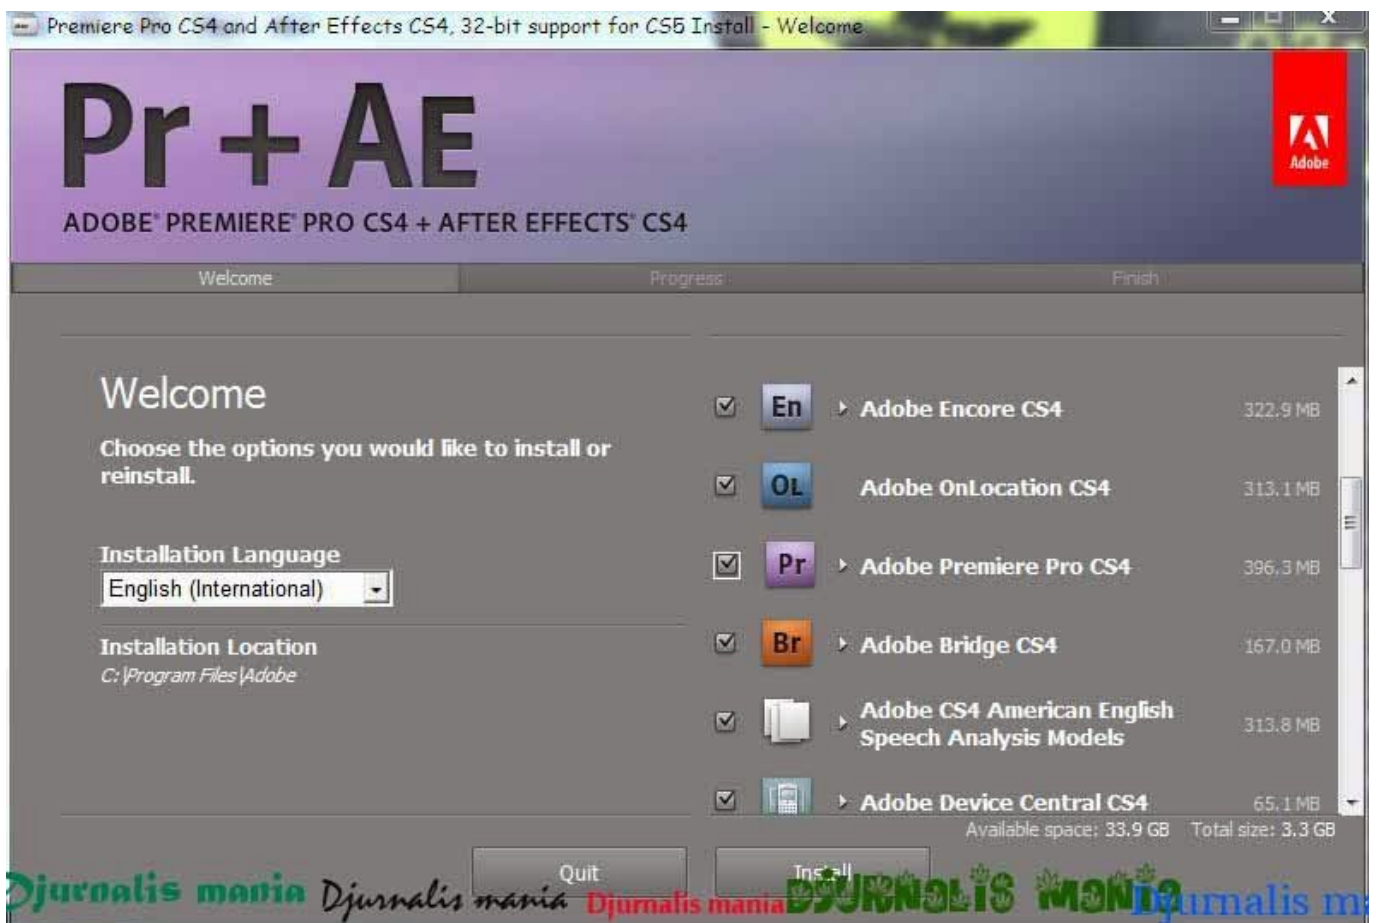 Premiere Pro CS4 and After Effects CS4, 32-bit support for CS5 Install - Welcome
Pr + AE
Adobe
ADOBE® PREMIERE® PRO CS4 + AFTER EFFECTS® CS4
Welcome
Progress
Finish
Welcome
Choose the options you would like to install or
reinstall.
Installation Language
English (International)
Installation Location
C:\Program Files\Adobe
En Adobe Encore CS4 322.9 MB
OL Adobe OnLocation CS4 313.1 MB
Pr Adobe Premiere Pro CS4 396.3 MB
Br Adobe Bridge CS4 167.0 MB
Adobe CS4 American English
Speech Analysis Models 313.8 MB
Adobe Device Central CS4 65.1 MB
Available space: 33.9 GB Total size: 3.3 GB
Quit
Install
Djurnalis mania Djurnalis mania Djurnalis mania DJURNALIS MANIA Djurnalis ma